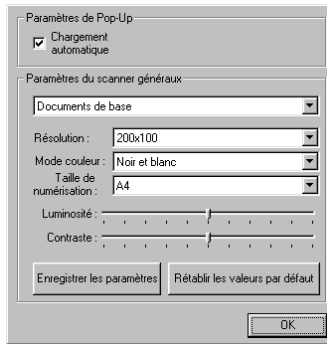 Paramètres de Pop-Up
Chargement
automatique
Paramètres du scanner généraux
Documents de base
Résolution : 200x100
Mode couleur : Noir et blanc
Taille de
numérisation : A4
Luminosité :
Contraste :
Enregistrer les paramètres Rétablir les valeurs par défaut
OK